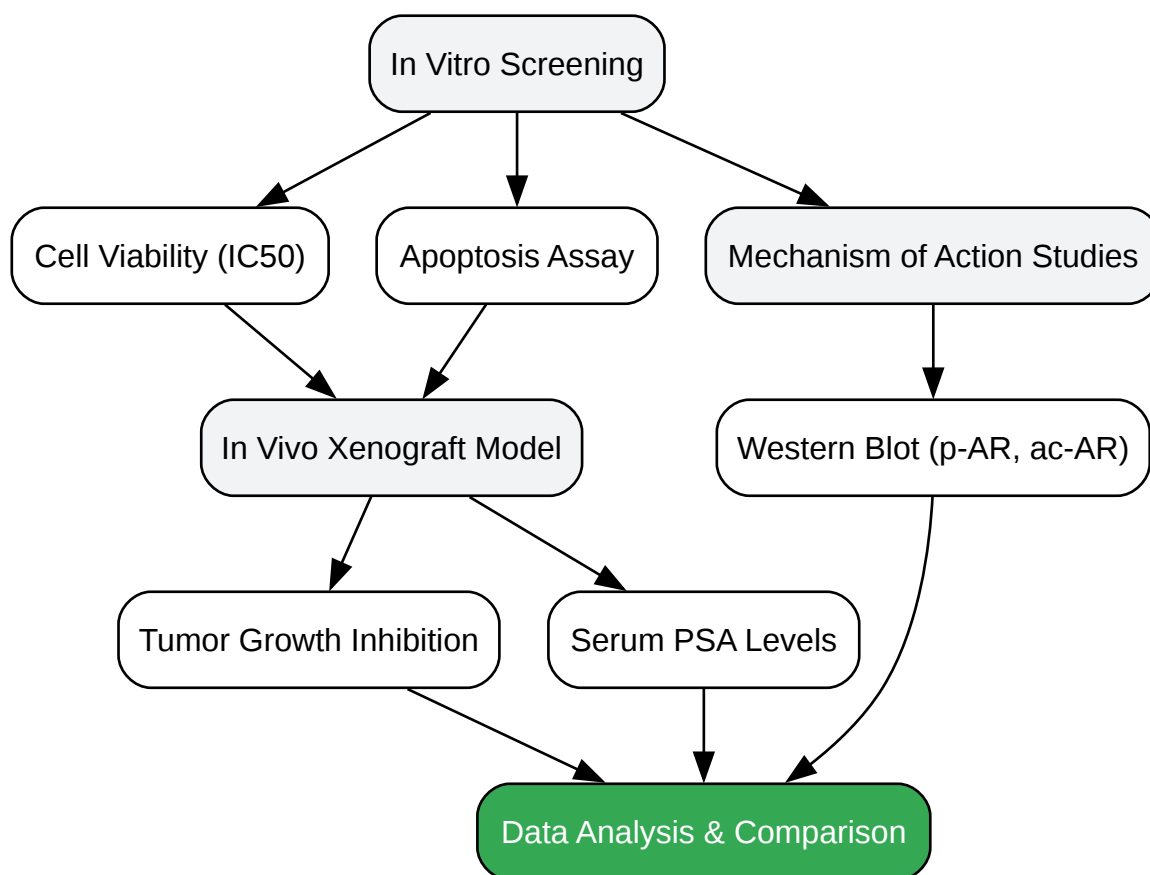 In Vitro Screening
Cell Viability (IC50)
Apoptosis Assay
Mechanism of Action Studies
In Vivo Xenograft Model
Western Blot (p-AR, ac-AR)
Tumor Growth Inhibition
Serum PSA Levels
Data Analysis & Comparison